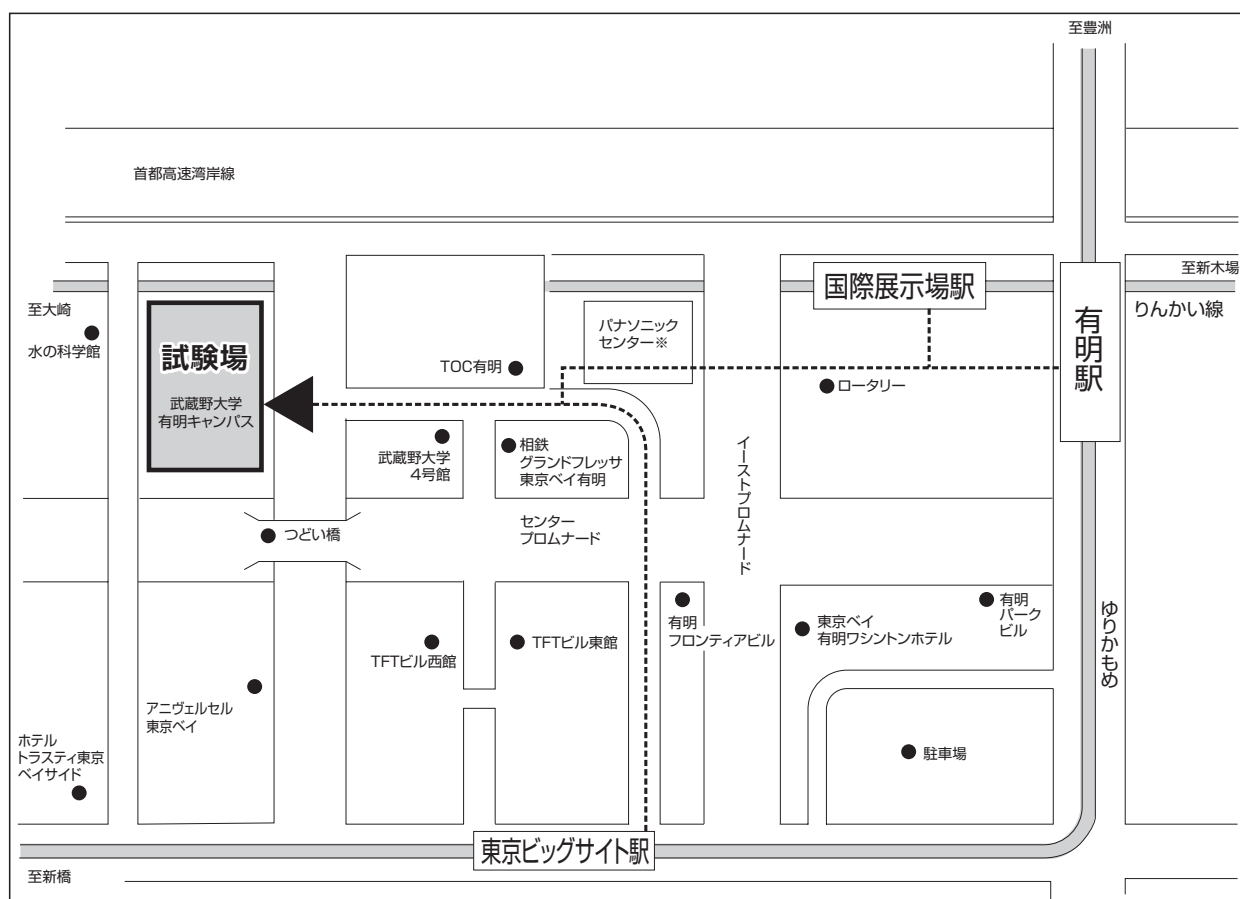 至豊洲
首都高速湾岸線
至新木場
りんかい線
国際展示場駅
有明駅
至大崎
水の科学館
試験場
武蔵野大学
有明キャンパス
パナソニック
センター※
TOC有明
ロータリー
武蔵野大学
4号館
相鉄
グランドフレッサ
東京ベイ有明
イーストプロムナード
つどい橋
センター
プロムナード
有明
フロンティアビル
東京ベイ
有明ワシントンホテル
有明
パーク
ビル
ゆりかもめ
TFTビル西館
TFTビル東館
アニヴェルセル
東京ベイ
ホテル
トラスティ東京
ベイサイド
駐車場
東京ビッグサイト駅
至新橋